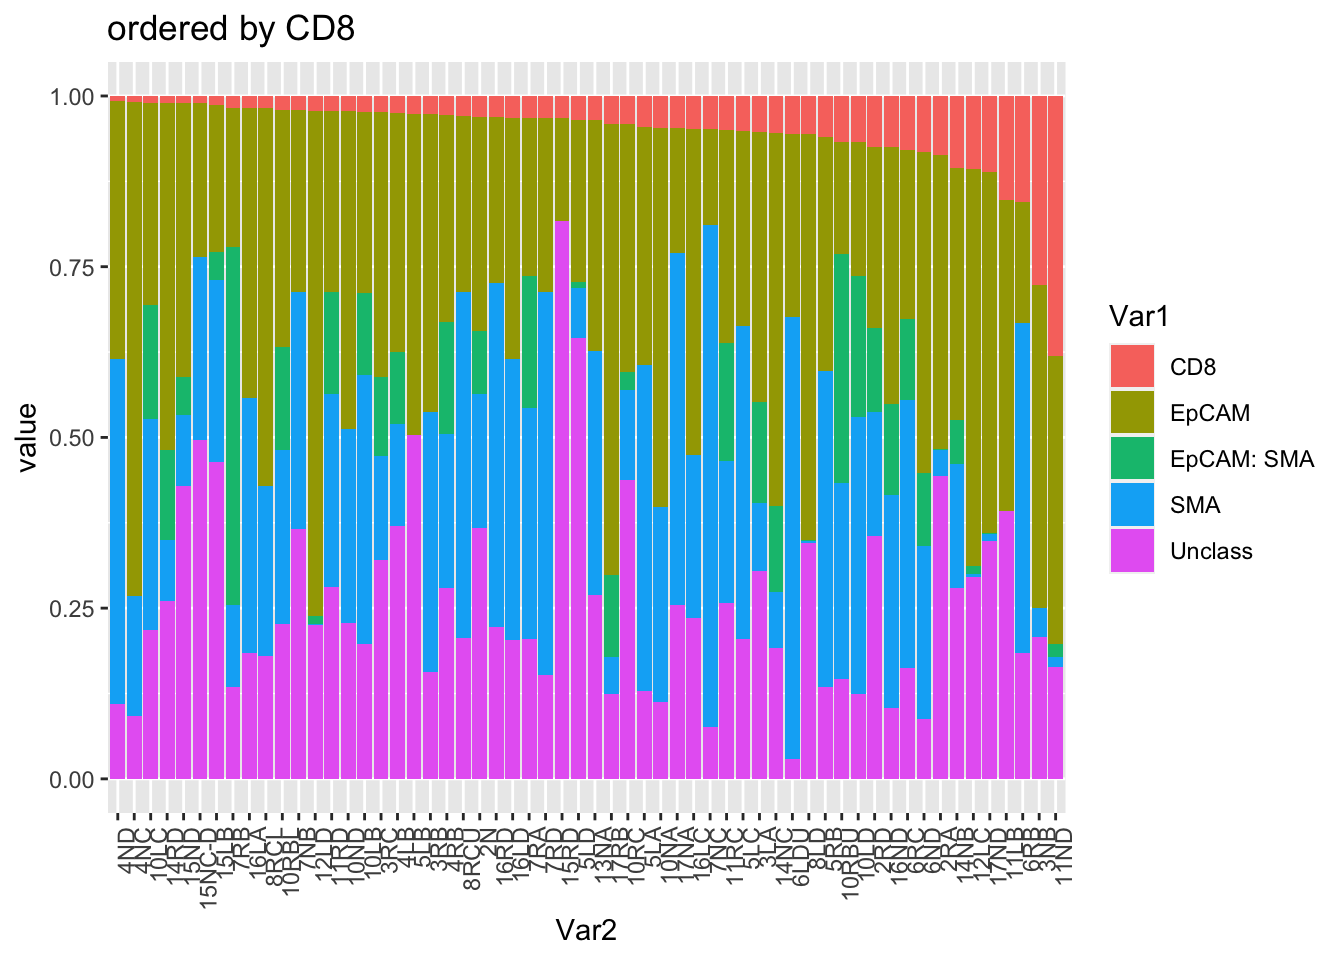 ordered by CD8
value
1.00
0.75
0.50
0.25
0.00
4ND
4NC
10LC
14RD
15ND
15NC-D
15LB
7RB
16LA
8RCL
10RBL
7NB
12LD
11RD
10ND
10LB
3RC
4LB
3RB
4RB
8RCU
2N
16RD
16LD
7RA
7RD
15RD
5LD
13NA
17RB
10RC
5LA
10NA
17NA
16LC
11RC
5LC
3LA
14NC
6LDU
8LD
5RB
10RBU
10LD
2RD
16ND
6RC
6ND
2RA
14NB
12LC
17ND
11LB
6RB
3NB
11ND
Var2
Var1
CD8
EpCAM
EpCAM: SMA
SMA
Unclass